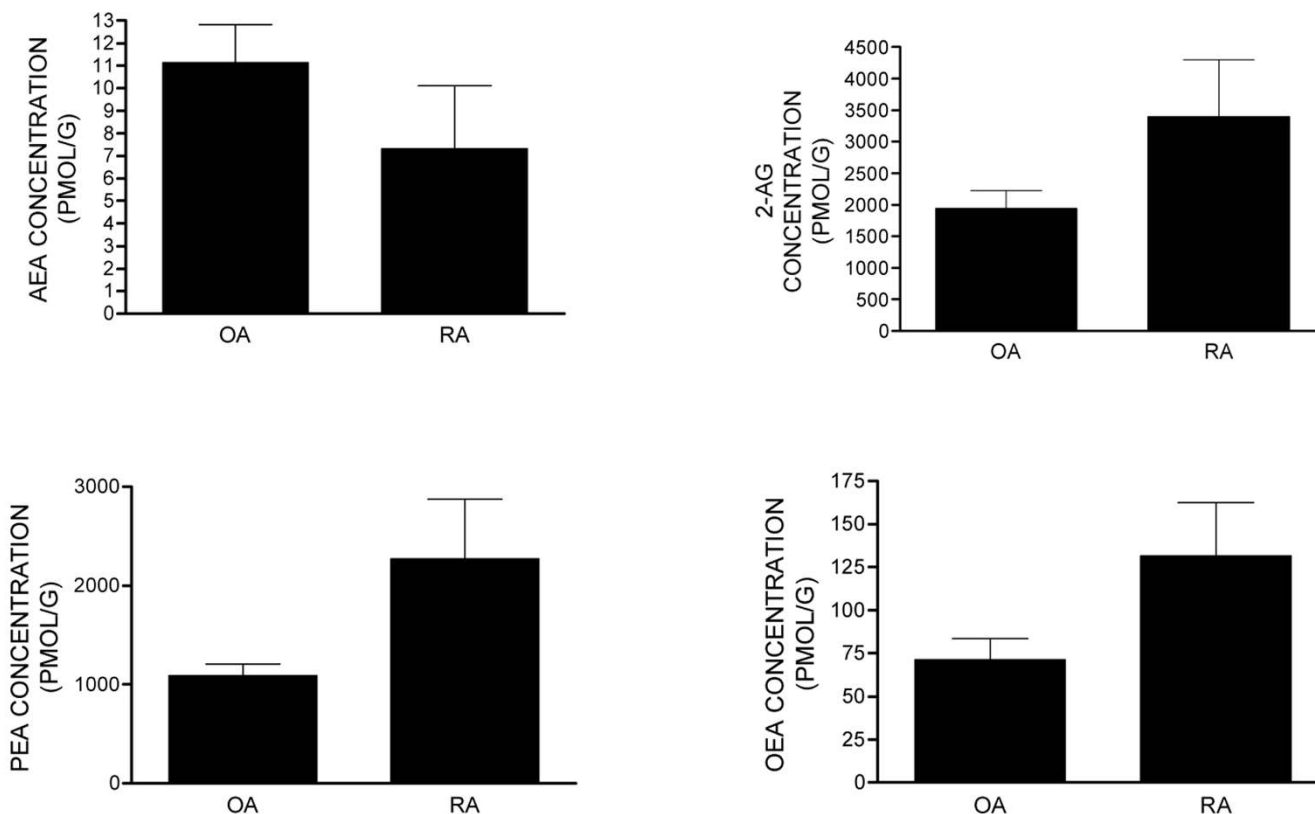 AEA CONCENTRATION
(PMOL/G)
13
12
11
10
9
8
7
6
5
4
3
2
1
0
OA RA
2-AG
CONCENTRATION
(PMOL/G)
4500
4000
3500
3000
2500
2000
1500
1000
500
0
OA RA
PEA CONCENTRATION
(PMOL/G)
3000
2000
1000
0
OA RA
OEA CONCENTRATION
(PMOL/G)
175
150
125
100
75
50
25
0
OA RA